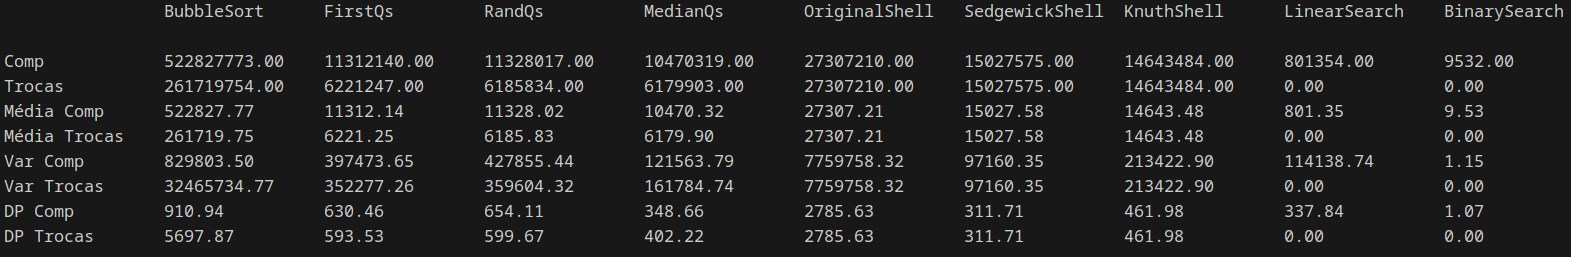 BubbleSort FirstQs RandQs MedianQs OriginalShell SedgewickShell KnuthShell LinearSearch BinarySearch
Comp 522827773.00 11312140.00 11328017.00 10470319.00 27307210.00 15027575.00 14643484.00 801354.00 9532.00
Trocas 261719754.00 6221247.00 6185834.00 6179903.00 27307210.00 15027575.00 14643484.00 0.00 0.00
Média Comp 522827.77 11312.14 11328.02 10470.32 27307.21 15027.58 14643.48 801.35 9.53
Média Trocas 261719.75 6221.25 6185.83 6179.90 27307.21 15027.58 14643.48 0.00 0.00
Var Comp 829803.50 397473.65 427855.44 121563.79 7759758.32 97160.35 213422.90 114138.74 1.15
Var Trocas 32465734.77 352277.26 359604.32 161784.74 7759758.32 97160.35 213422.90 0.00 0.00
DP Comp 910.94 630.46 654.11 348.66 2785.63 311.71 461.98 337.84 1.07
DP Trocas 5697.87 593.53 599.67 402.22 2785.63 311.71 461.98 0.00 0.00